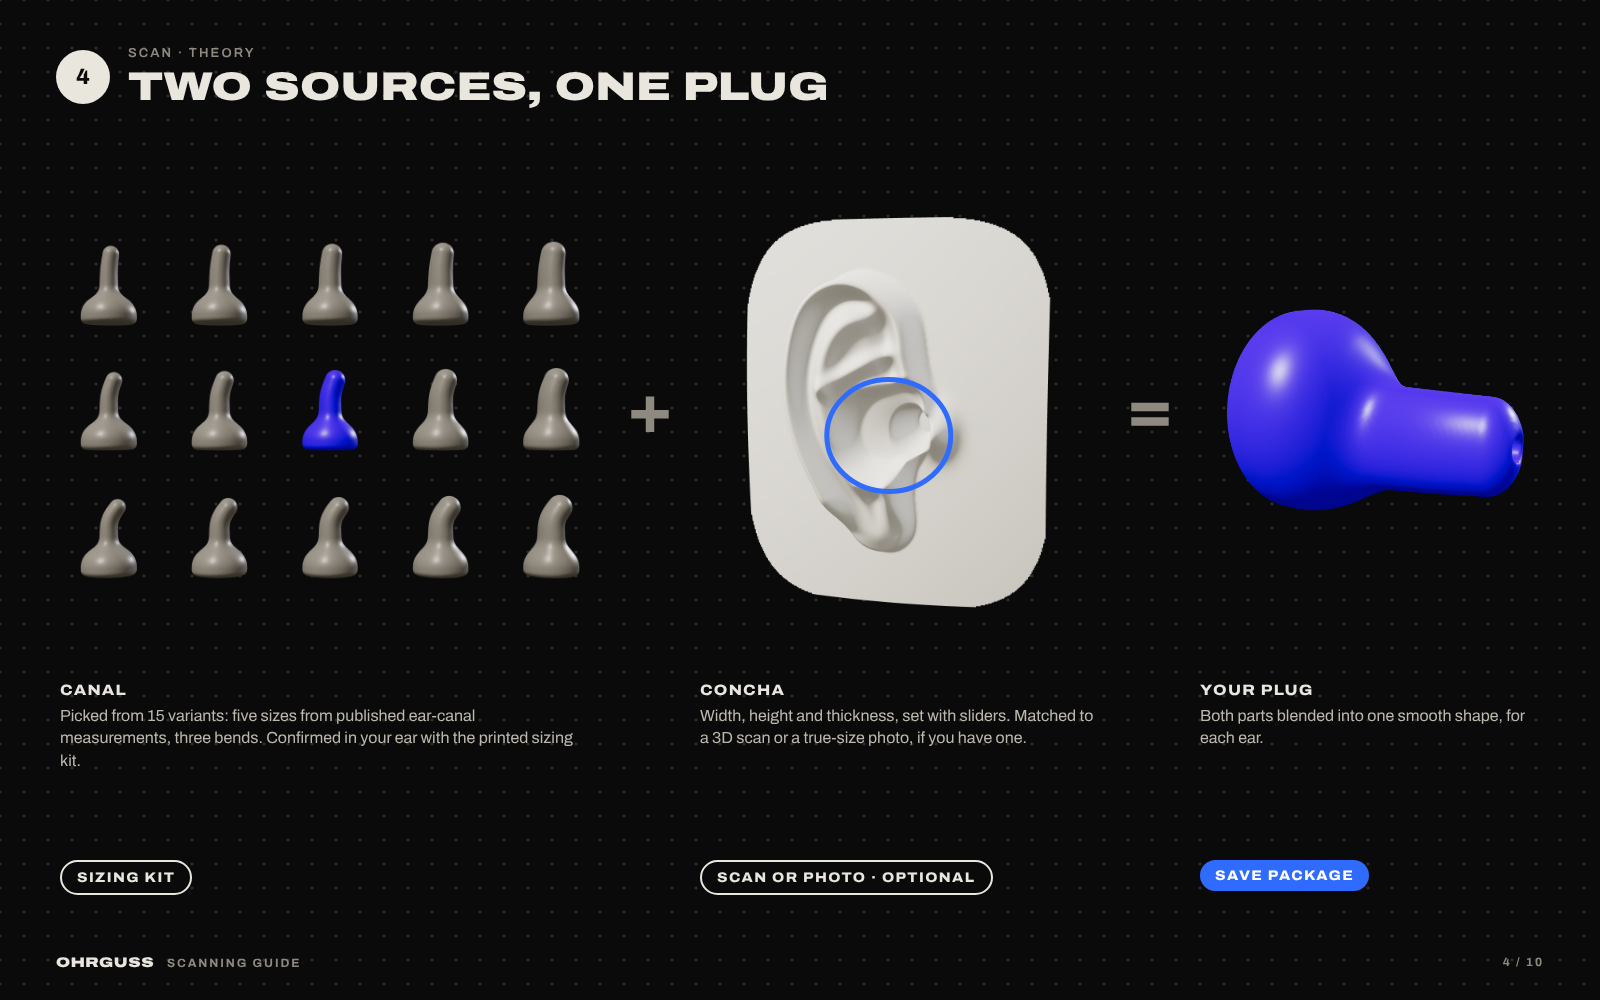 4
SCAN · THEORY
TWO SOURCES, ONE PLUG
+
=
CANAL
Picked from 15 variants: five sizes from published ear-canal
measurements, three bends. Confirmed in your ear with the printed sizing
kit.
CONCHA
Width, height and thickness, set with sliders. Matched to
a 3D scan or a true-size photo, if you have one.
YOUR PLUG
Both parts blended into one smooth shape, for
each ear.
SIZING KIT
SCAN OR PHOTO · OPTIONAL
SAVE PACKAGE
OHRGUSS SCANNING GUIDE
4 / 10